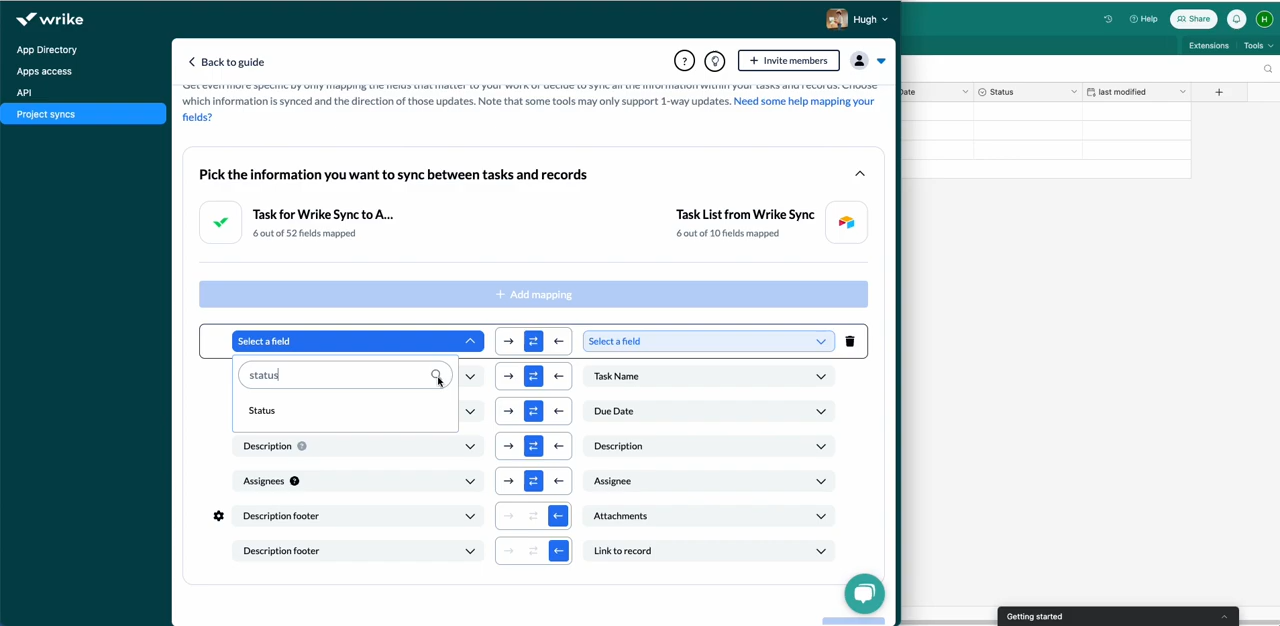 wrike
Hugh
Help
Share
H
App Directory
Apps access
API
Project syncs
Extensions
Tools
Back to guide
?
+ Invite members
Get even more specific by only mapping the fields that matter to your work or decide to sync all the information within your tasks and records. Choose
which information is synced and the direction of those updates. Note that some tools may only support 1-way updates. Need some help mapping your
fields?
Date
Status
last modified
+
Pick the information you want to sync between tasks and records
Task for Wrike Sync to A...
6 out of 52 fields mapped
Task List from Wrike Sync
6 out of 10 fields mapped
+ Add mapping
Select a field
Select a field
status
Status
Task Name
Due Date
Description ?
Description
Assignees ?
Assignee
Description footer
Attachments
Description footer
Link to record
Getting started